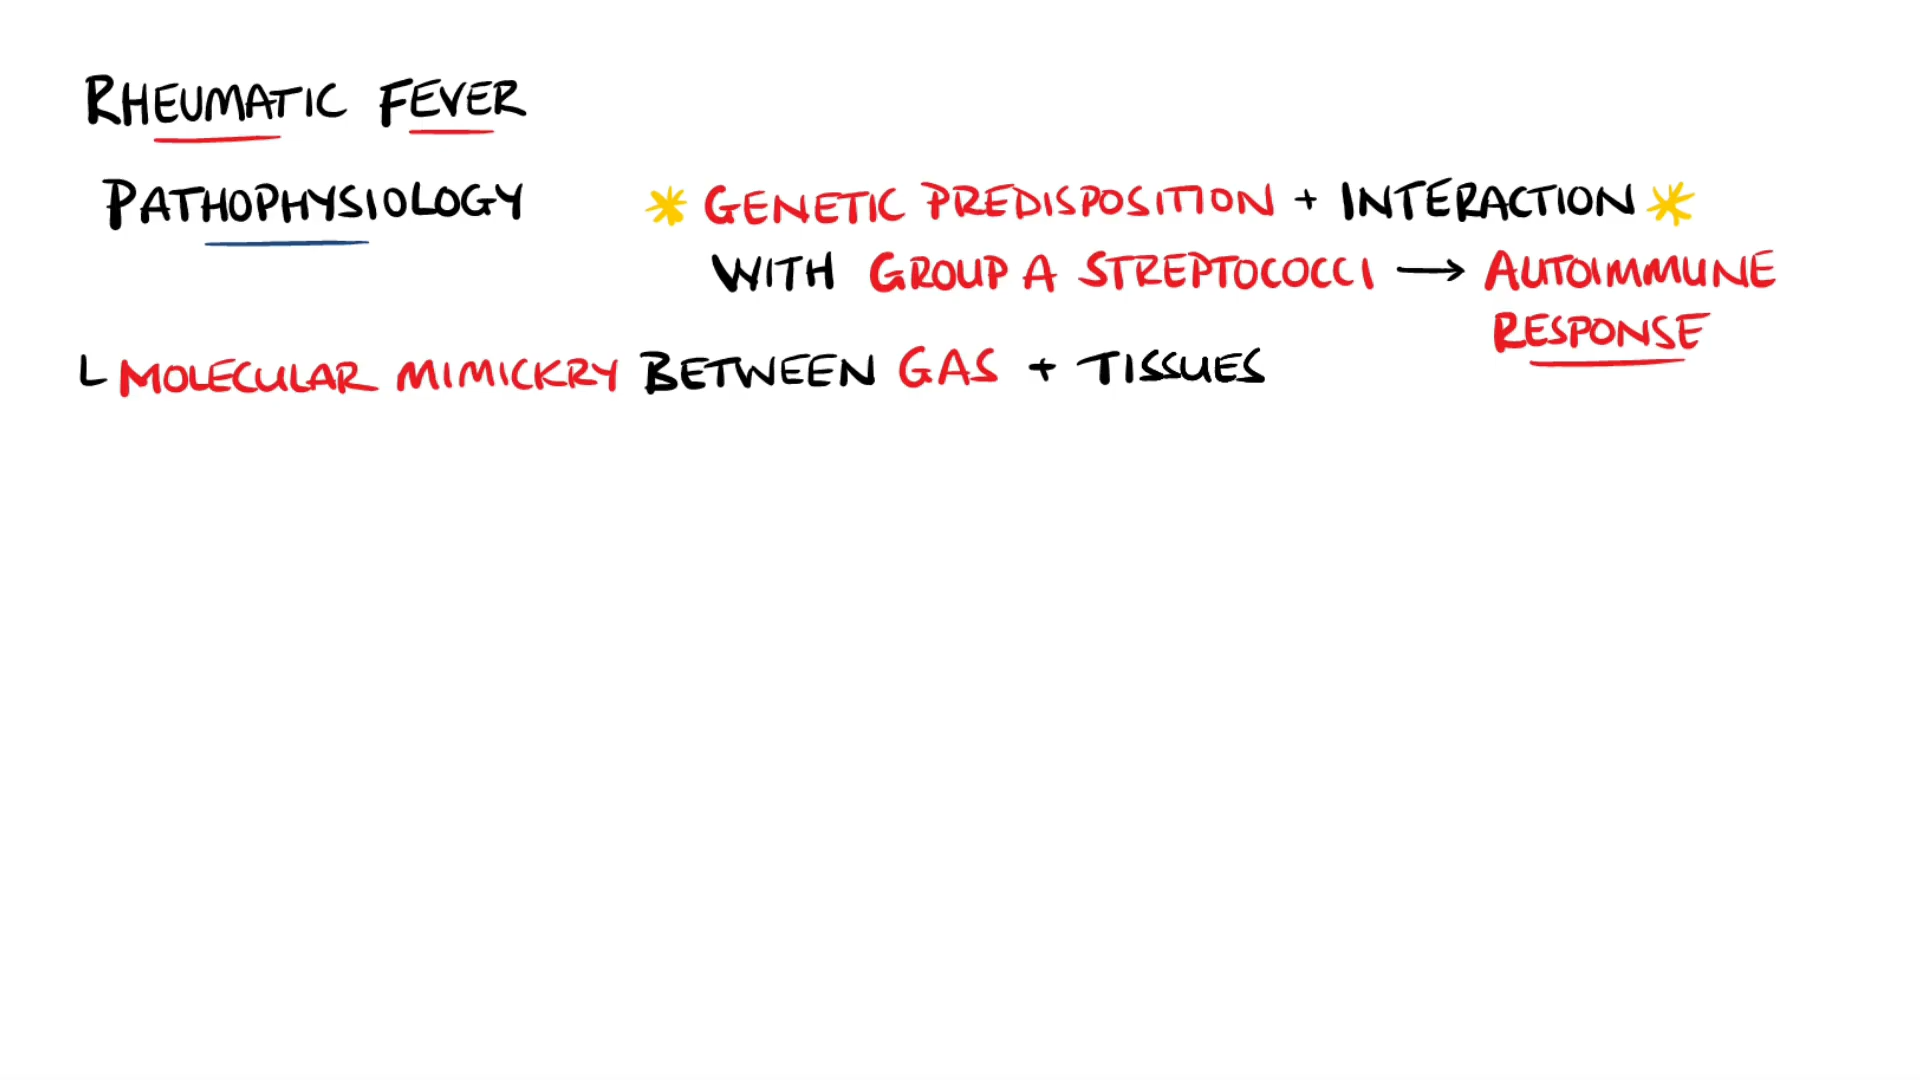 RHEUMATIC FEVER
PATHOPHYSIOLOGY
* GENETIC PREDISPOSITION + INTERACTION *
WITH GROUP A STREPTOCOCCI → AUTOIMMUNE
RESPONSE
└ MOLECULAR MIMICKRY BETWEEN GAS + TISSUES